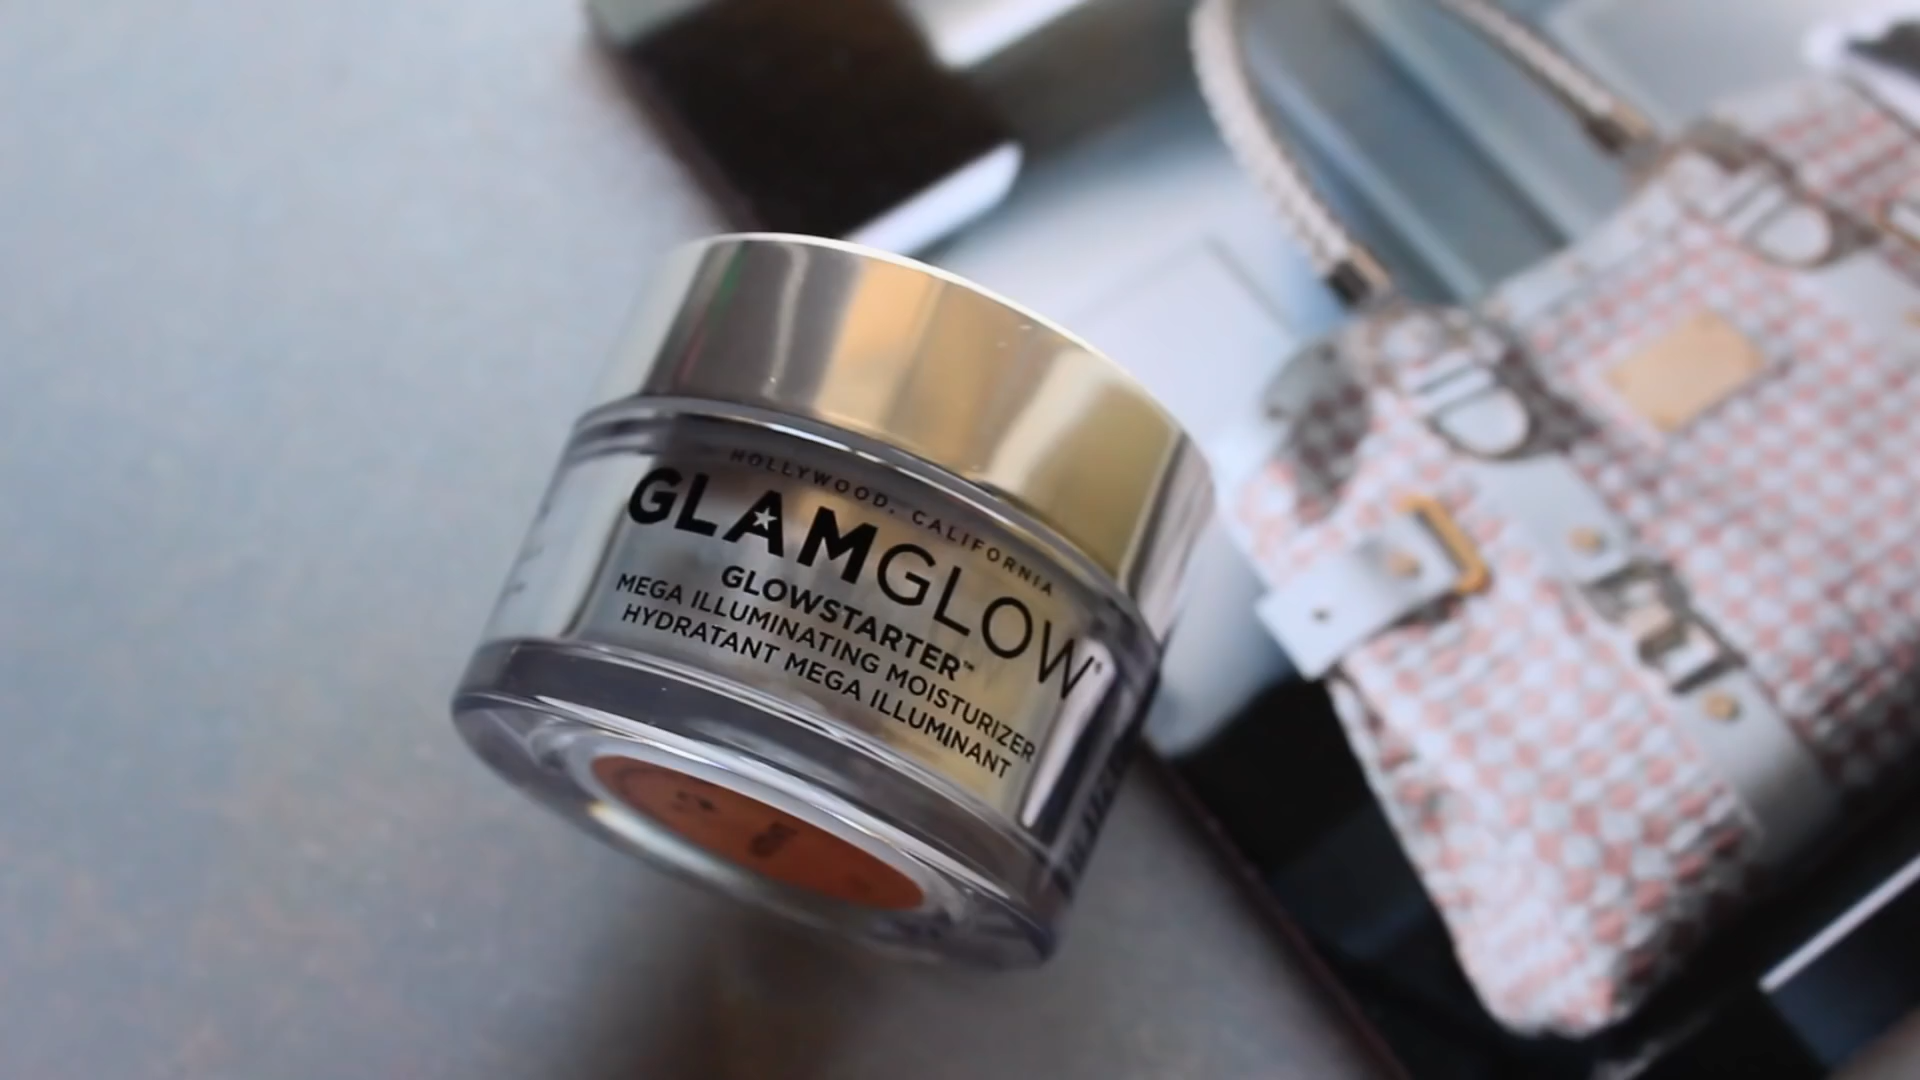 HOLLYWOOD, CALIFORNIA
GLAMGLOW®
GLOWSTARTER™
MEGA ILLUMINATING MOISTURIZER
HYDRATANT MEGA ILLUMINANT